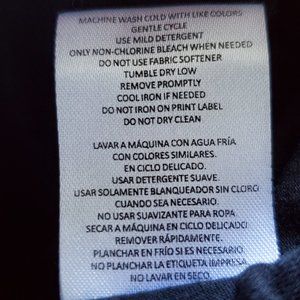 MACHINE WASH COLD WITH LIKE COLORS
GENTLE CYCLE
USE MILD DETERGENT
ONLY NON-CHLORINE BLEACH WHEN NEEDED
DO NOT USE FABRIC SOFTENER
TUMBLE DRY LOW
REMOVE PROMPTLY
COOL IRON IF NEEDED
DO NOT IRON ON PRINT LABEL
DO NOT DRY CLEAN
LAVAR A MÁQUINA CON AGUA FRÍA
CON COLORES SIMILARES.
EN CICLO DELICADO.
USAR DETERGENTE SUAVE.
USAR SOLAMENTE BLANQUEADOR SIN CLORO
CUANDO SEA NECESARIO.
NO USAR SUAVIZANTE PARA ROPA.
SECAR A MÁQUINA EN CICLO DELICADO
REMOVER RÁPIDAMENTE.
PLANCHAR EN FRÍO SI ES NECESARIO
NO PLANCHAR LA ETIQUETA IMPRESA
NO LAVAR EN SECO.